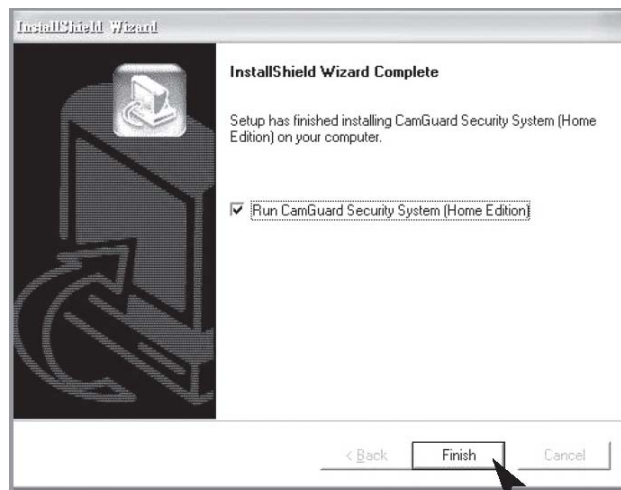 InstallShield Wizard
InstallShield Wizard Complete
Setup has finished installing CamGuard Security System (Home
Edition) on your computer.
Run CamGuard Security System (Home Edition)
< Back
Finish
Cancel